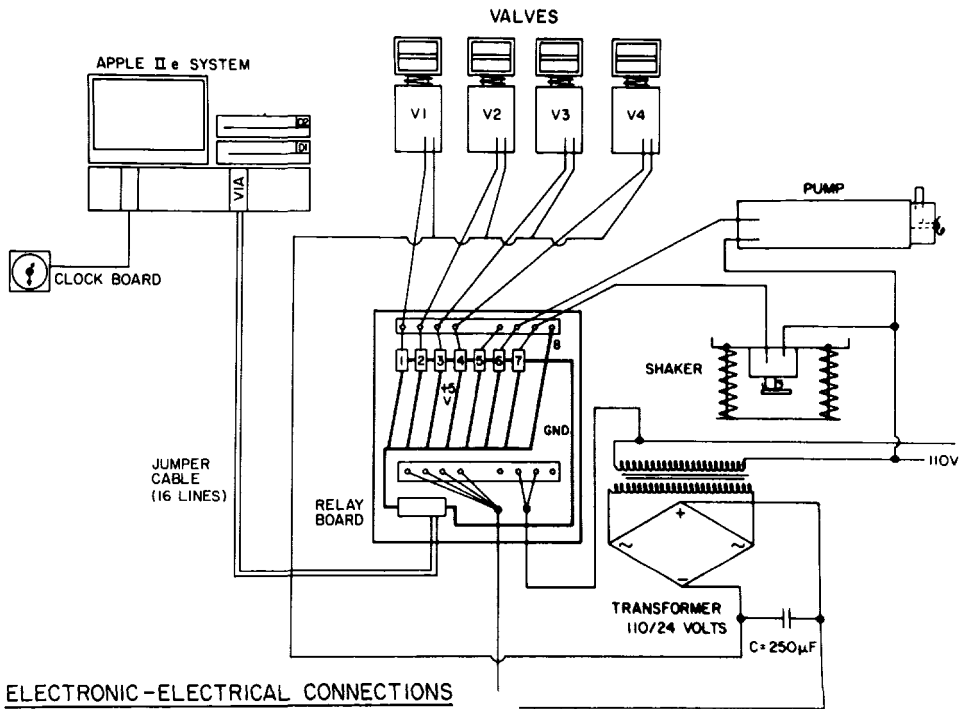 VALVES
APPLE II e SYSTEM
V1
V2
V3
V4
D2
D1
VIA
PUMP
CLOCK BOARD
8
1 2 3 4 5 6 7
+5
V
SHAKER
GND.
110V
JUMPER
CABLE
(16 LINES)
RELAY
BOARD
+
~ ~
−
TRANSFORMER
110/24 VOLTS
C=250µF
ELECTRONIC-ELECTRICAL CONNECTIONS